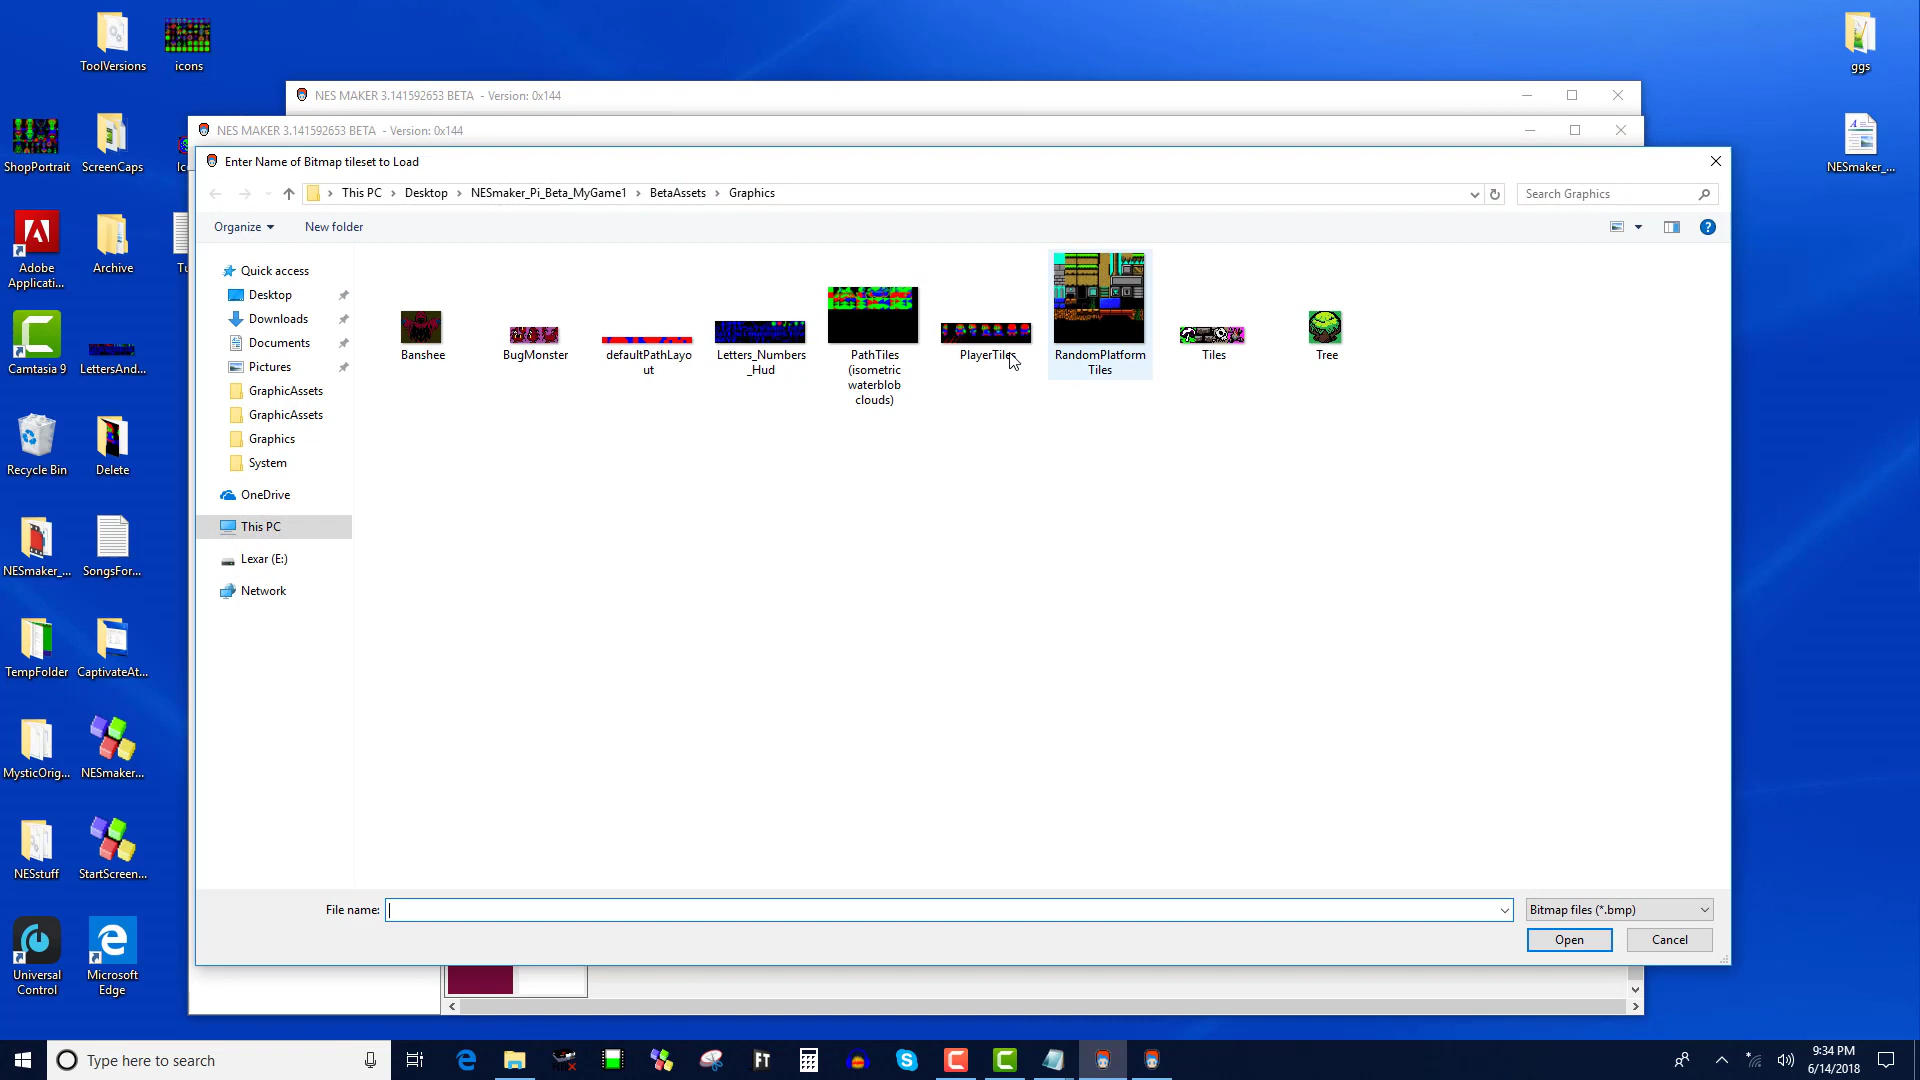 ToolVersions
icons
ggs
NES MAKER 3.141592653 BETA - Version: 0x144
NES MAKER 3.141592653 BETA - Version: 0x144
ShopPortrait
ScreenCaps
NESmaker_...
Enter Name of Bitmap tileset to Load
This PC > Desktop > NESmaker_Pi_Beta_MyGame1 > BetaAssets > Graphics
Search Graphics
Organize
New folder
Quick access
Desktop
Downloads
Documents
Pictures
GraphicAssets
GraphicAssets
Graphics
System
OneDrive
This PC
Lexar (E:)
Network
Banshee
BugMonster
defaultPathLayo
ut
Letters_Numbers
_Hud
PathTiles
(isometric
waterblob
clouds)
PlayerTiles
RandomPlatform
Tiles
Tiles
Tree
File name:
Bitmap files (*.bmp)
Open
Cancel
Adobe
Applicati...
Archive
Camtasia 9
LettersAnd...
Recycle Bin
Delete
NESmaker_...
SongsFor...
TempFolder
CaptivateAt...
MysticOrig...
NESmaker...
NESstuff
StartScreen...
Universal
Control
Microsoft
Edge
Type here to search
FT
9:34 PM
6/14/2018